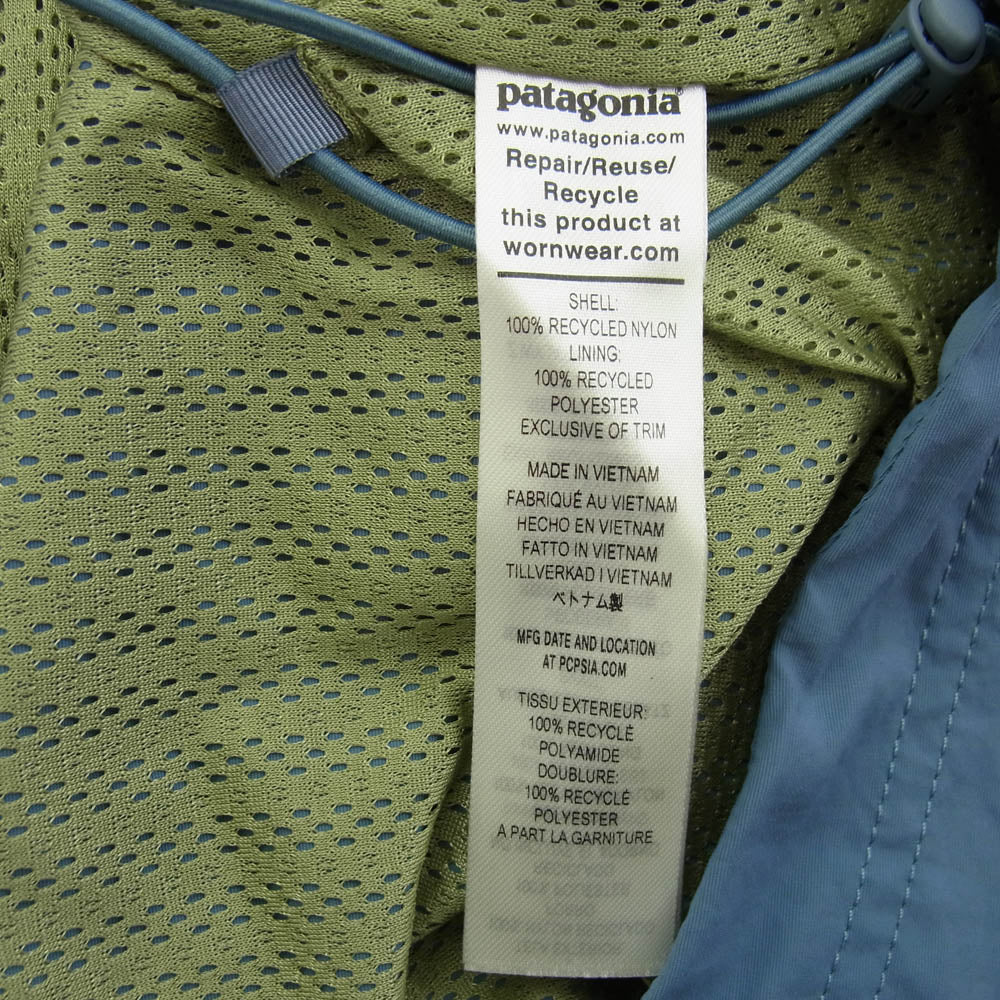 patagonia®
www.patagonia.com
Repair/Reuse/
Recycle
this product at
wornwear.com
SHELL:
100% RECYCLED NYLON
LINING:
100% RECYCLED
POLYESTER
EXCLUSIVE OF TRIM
MADE IN VIETNAM
FABRIQUÉ AU VIETNAM
HECHO EN VIETNAM
FATTO IN VIETNAM
TILLVERKAD I VIETNAM
ベトナム製
MFG DATE AND LOCATION
AT PCPSIA.COM
TISSU EXTERIEUR:
100% RECYCLÉ
POLYAMIDE
DOUBLURE:
100% RECYCLÉ
POLYESTER
A PART LA GARNITURE